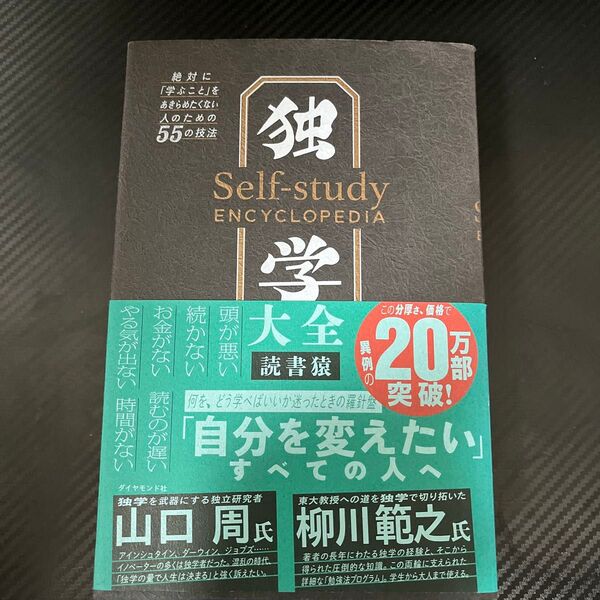 絶対に
「学ぶこと」を
あきらめたくない
人のための
55の技法
独
Self-study
ENCYCLOPEDIA
学
大全
読書猿
この分厚さ、価格で
異例の
20万部
突破!
頭が悪い
続かない
お金がない
やる気が出ない
読むのが遅い
時間がない
何を、どう学べばいいか迷ったときの羅針盤
「自分を変えたい」
すべての人へ
ダイヤモンド社
独学を武器にする独立研究者
山口 周氏
アインシュタイン、ダーウィン、ジョブズ……
イノベーターの多くは独学者だった。混乱の時代、
「独学の量で人生は決まる」と強く訴えたい。
東大教授への道を独学で切り拓いた
柳川範之氏
著者の長年にわたる独学の経験と、そこから
得られた圧倒的な知識。この両輪に支えられた
詳細な「勉強法プログラム」。学生から大人まで使える。